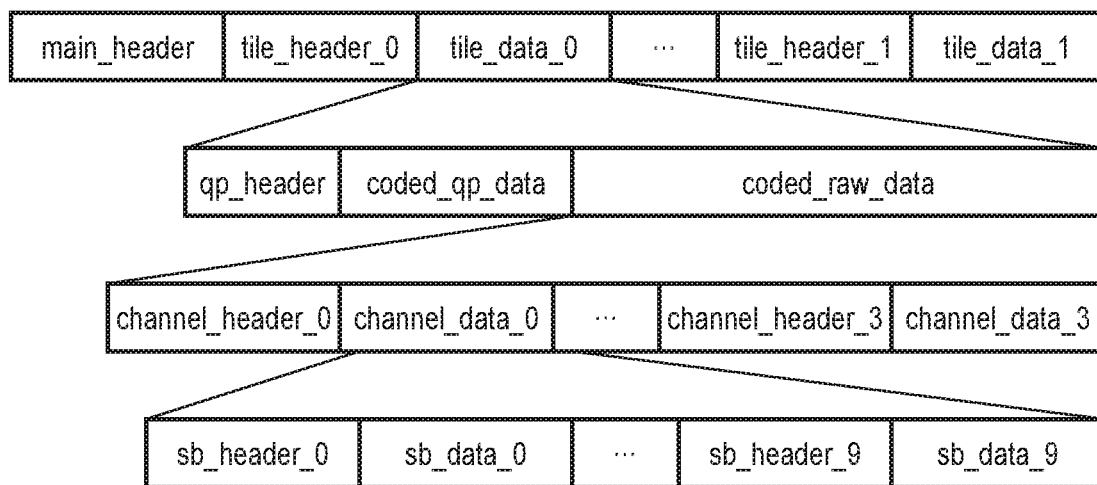 main_header tile_header_0 tile_data_0 ... tile_header_1 tile_data_1
qp_header coded_qp_data coded_raw_data
channel_header_0 channel_data_0 ... channel_header_3 channel_data_3
sb_header_0 sb_data_0 ... sb_header_9 sb_data_9